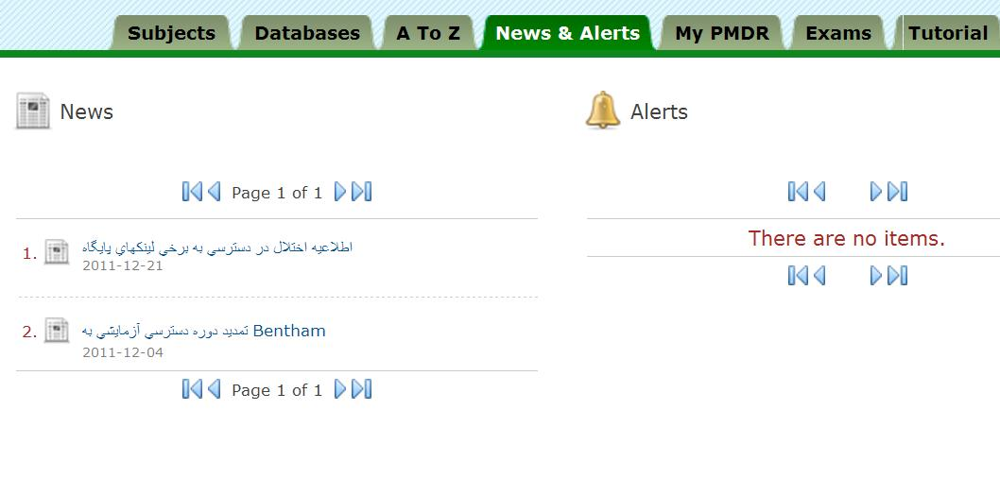 Subjects Databases A To Z News & Alerts My PMDR Exams Tutorial
News
Page 1 of 1
1. اطلاعيه اختلال در دسترسي به برخي لينكهاي پايگاه
2011-12-21
2. تمديد دوره دسترسي آزمايشي به Bentham
2011-12-04
Page 1 of 1
Alerts
There are no items.